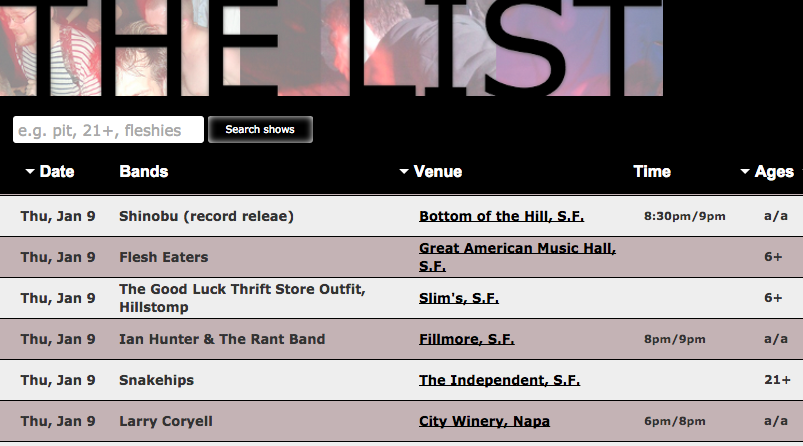 THE LIST
e.g. pit, 21+, fleshies
Search shows
Date Bands Venue Time Ages
Thu, Jan 9 Shinobu (record releae) Bottom of the Hill, S.F. 8:30pm/9pm a/a
Thu, Jan 9 Flesh Eaters Great American Music Hall, S.F. 6+
Thu, Jan 9 The Good Luck Thrift Store Outfit, Hillstomp Slim's, S.F. 6+
Thu, Jan 9 Ian Hunter & The Rant Band Fillmore, S.F. 8pm/9pm a/a
Thu, Jan 9 Snakehips The Independent, S.F. 21+
Thu, Jan 9 Larry Coryell City Winery, Napa 6pm/8pm a/a